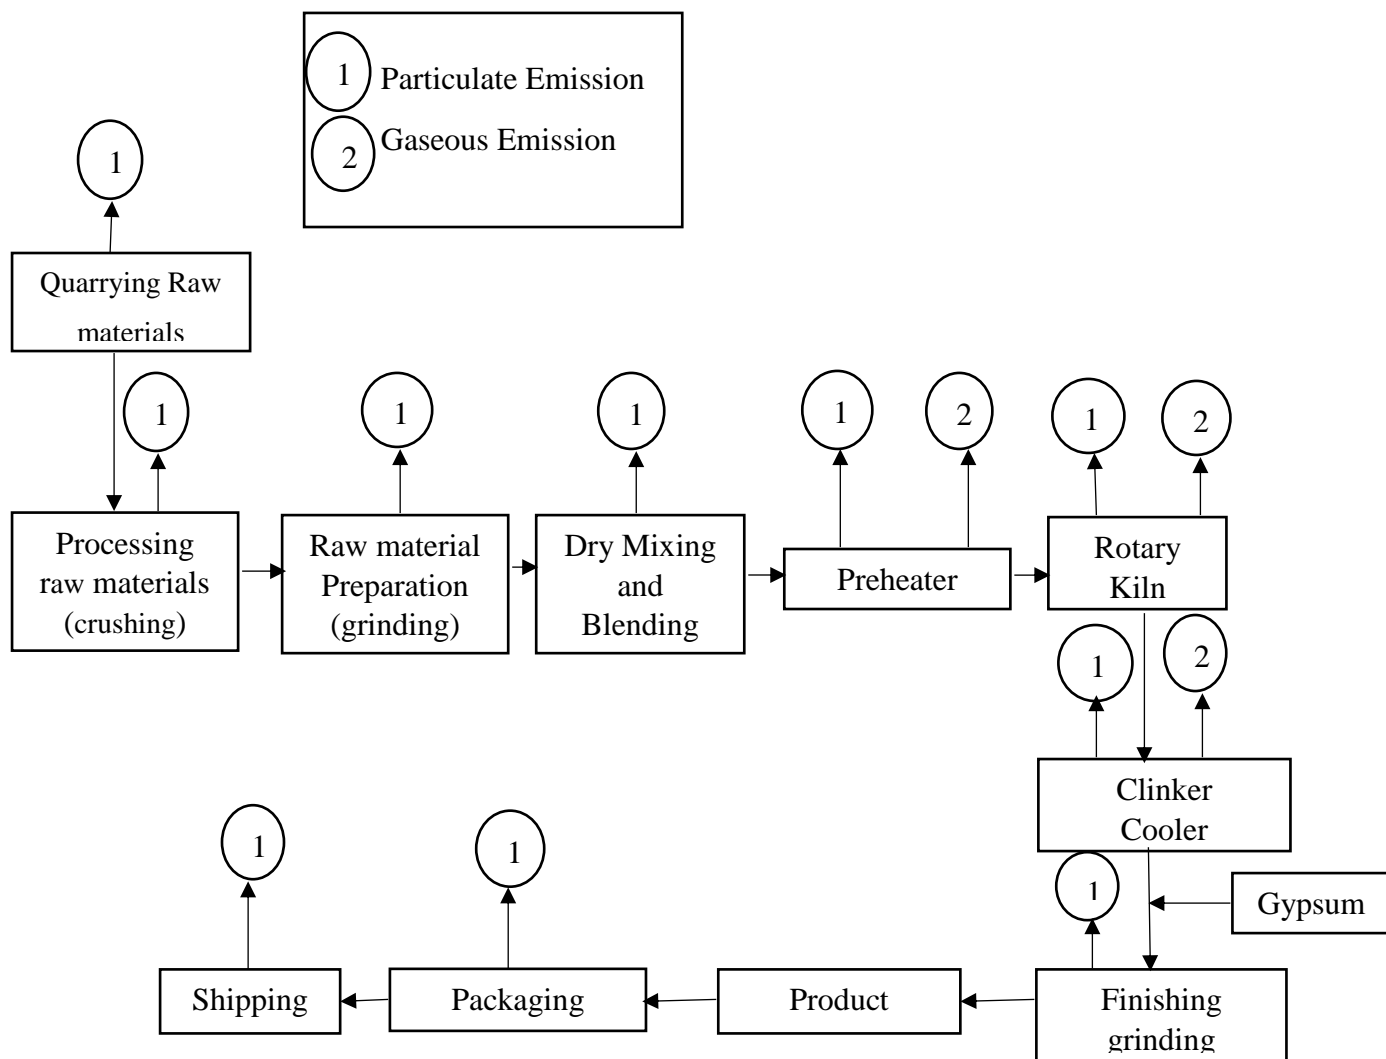 1 Particulate Emission
2 Gaseous Emission
1
Quarrying Raw
materials
1
1
1
1
2
1
2
Processing
raw materials
(crushing)
Raw material
Preparation
(grinding)
Dry Mixing
and
Blending
Preheater
Rotary
Kiln
1
2
Clinker
Cooler
1
Gypsum
1
1
Shipping
Packaging
Product
Finishing
grinding